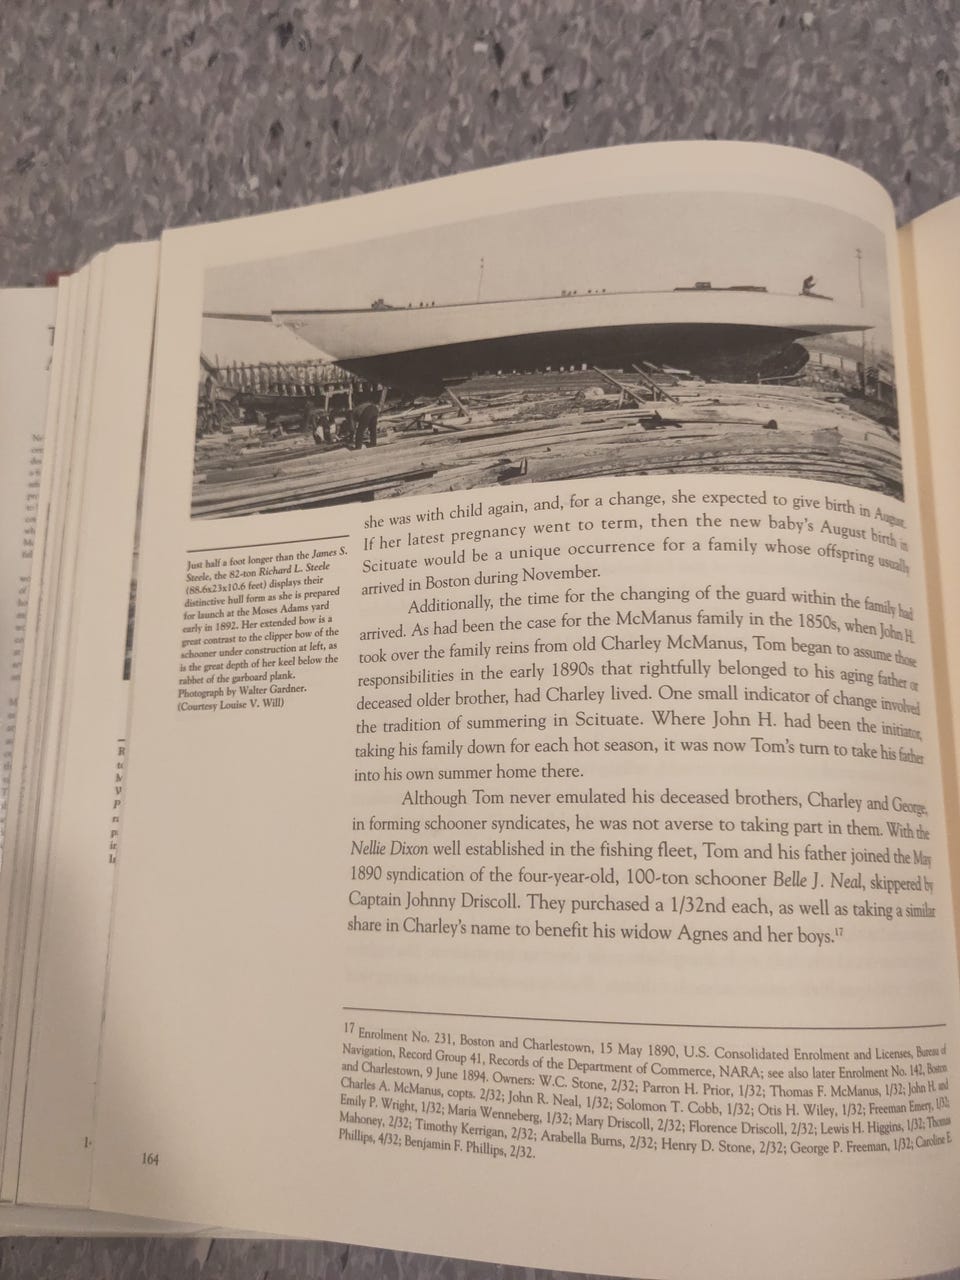 Just half a foot longer than the James S.
Steele, the 82-ton Richard L. Steele
(88.6x23x10.6 feet) displays their
distinctive hull form as she is prepared
for launch at the Moses Adams yard
early in 1892. Her extended bow is a
great contrast to the clipper bow of the
schooner under construction at left, as
is the great depth of her keel below the
rabbet of the garboard plank.
Photograph by Walter Gardner.
(Courtesy Louise V. Will)
she was with child again, and, for a change, she expected to give birth in August.
If her latest pregnancy went to term, then the new baby's August birth in
Scituate would be a unique occurrence for a family whose offspring usually
arrived in Boston during November.
Additionally, the time for the changing of the guard within the family had
arrived. As had been the case for the McManus family in the 1850s, when John H.
took over the family reins from old Charley McManus, Tom began to assume those
responsibilities in the early 1890s that rightfully belonged to his aging father or
deceased older brother, had Charley lived. One small indicator of change involved
the tradition of summering in Scituate. Where John H. had been the initiator,
taking his family down for each hot season, it was now Tom's turn to take his father
into his own summer home there.
Although Tom never emulated his deceased brothers, Charley and George,
in forming schooner syndicates, he was not averse to taking part in them. With the
Nellie Dixon well established in the fishing fleet, Tom and his father joined the May
1890 syndication of the four-year-old, 100-ton schooner Belle J. Neal, skippered by
Captain Johnny Driscoll. They purchased a 1/32nd each, as well as taking a similar
share in Charley's name to benefit his widow Agnes and her boys.17
17 Enrolment No. 231, Boston and Charlestown, 15 May 1890, U.S. Consolidated Enrolment and Licenses, Bureau of
Navigation, Record Group 41, Records of the Department of Commerce, NARA; see also later Enrolment No. 142, Boston
and Charlestown, 9 June 1894. Owners: W.C. Stone, 2/32; Parron H. Prior, 1/32; Thomas F. McManus, 1/32; John H. and
Charles A. McManus, copts. 2/32; John R. Neal, 1/32; Solomon T. Cobb, 1/32; Otis H. Wiley, 1/32; Freeman Emery, 1/32;
Emily P. Wright, 1/32; Maria Wenneberg, 1/32; Mary Driscoll, 2/32; Florence Driscoll, 2/32; Lewis H. Higgins, 1/32; Thomas
Mahoney, 2/32; Timothy Kerrigan, 2/32; Arabella Burns, 2/32; Henry D. Stone, 2/32; George P. Freeman, 1/32; Caroline E.
Phillips, 4/32; Benjamin F. Phillips, 2/32.
164